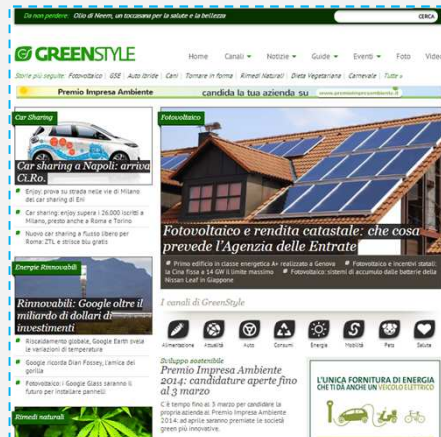 Da non perdere: Olio di Neem, un toccasana per la salute e la bellezza
CERCA
GREENSTYLE
Home Canali Notizie Guide Eventi Foto Video
Storie più seguite: Fotovoltaico GSE Auto ibride Cani Tornare in forma Rimedi Naturali Dieta Vegetariana Carnevale Tutte »
Premio Impresa Ambiente candida la tua azienda su www.premioimpresambiente.it
Car Sharing
Car sharing a Napoli: arriva
Ci.Ro.
Enjoy: prova su strada nelle vie di Milano
del car sharing di Eni
Car sharing: enjoy supera i 26.000 iscritti a
Milano, presto anche a Roma e Torino
Nuovo car sharing a flusso libero per
Roma: ZTL e strisce blu gratis
Energie Rinnovabili
Rinnovabili: Google oltre il
miliardo di dollari di
investimenti
Riscaldamento globale, Google Earth svela
le variazioni di temperatura
Google ricorda Dian Fossey, l'amica dei
gorilla
Fotovoltaico: i Google Glass saranno il
futuro per installare pannelli
Rimedi naturali
Fotovoltaico
Fotovoltaico e rendita catastale: che cosa
prevede l'Agenzia delle Entrate
Primo edificio in classe energetica A+ realizzato a Genova Fotovoltaico e incentivi statali:
la Cina fissa a 14 GW il limite massimo Fotovoltaico: sistemi di accumulo dalle batterie della
Nissan Leaf in Giappone
I canali di GreenStyle
Alimentazione Attualità Auto Consumi Energia Mobilità Pets Salute
Sviluppo sostenibile
Premio Impresa Ambiente
2014: candidature aperte fino
al 3 marzo
C'è tempo fino al 3 marzo per candidare la
propria azienda al Premio Impresa Ambiente
2014: ad aprile saranno premiate le società
green più innovative.
L'UNICA FORNITURA DI ENERGIA
CHE TI DÀ ANCHE UN VEICOLO ELETTRICO